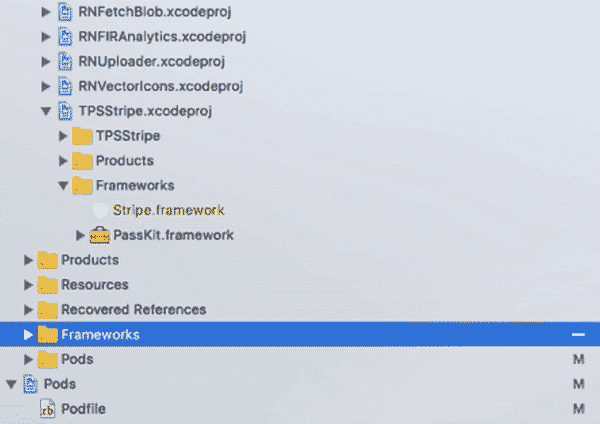 RNFetchBlob.xcodeproj
RNFIRAnalytics.xcodeproj
RNUploader.xcodeproj
RNVectorIcons.xcodeproj
TPSStripe.xcodeproj
TPSStripe
Products
Frameworks
Stripe.framework
PassKit.framework
Products
Resources
Recovered References
Frameworks
Pods M
Pods M
.rb Podfile M